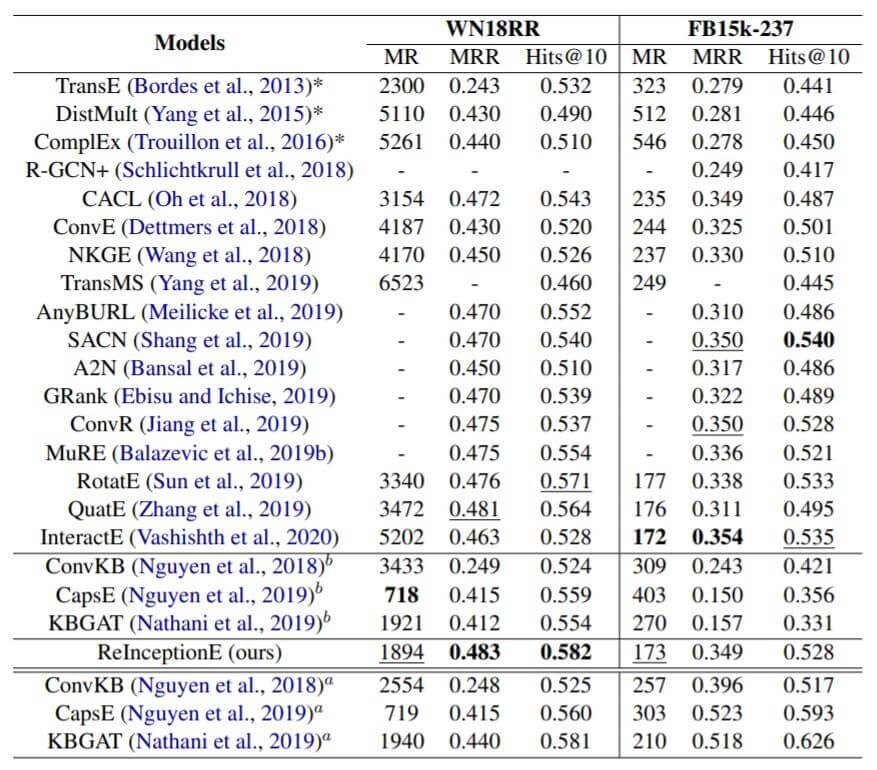 Models WN18RR FB15k-237
MR MRR Hits@10 MR MRR Hits@10
TransE (Bordes et al., 2013)* 2300 0.243 0.532 323 0.279 0.441
DistMult (Yang et al., 2015)* 5110 0.430 0.490 512 0.281 0.446
ComplEx (Trouillon et al., 2016)* 5261 0.440 0.510 546 0.278 0.450
R-GCN+ (Schlichtkrull et al., 2018) - - - - 0.249 0.417
CACL (Oh et al., 2018) 3154 0.472 0.543 235 0.349 0.487
ConvE (Dettmers et al., 2018) 4187 0.430 0.520 244 0.325 0.501
NKGE (Wang et al., 2018) 4170 0.450 0.526 237 0.330 0.510
TransMS (Yang et al., 2019) 6523 - 0.460 249 - 0.445
AnyBURL (Meilicke et al., 2019) - 0.470 0.552 - 0.310 0.486
SACN (Shang et al., 2019) - 0.470 0.540 - 0.350 0.540
A2N (Bansal et al., 2019) - 0.450 0.510 - 0.317 0.486
GRank (Ebisu and Ichise, 2019) - 0.470 0.539 - 0.322 0.489
ConvR (Jiang et al., 2019) - 0.475 0.537 - 0.350 0.528
MuRE (Balazevic et al., 2019b) - 0.475 0.554 - 0.336 0.521
RotatE (Sun et al., 2019) 3340 0.476 0.571 177 0.338 0.533
QuatE (Zhang et al., 2019) 3472 0.481 0.564 176 0.311 0.495
InteractE (Vashishth et al., 2020) 5202 0.463 0.528 172 0.354 0.535
ConvKB (Nguyen et al., 2018)b 3433 0.249 0.524 309 0.243 0.421
CapsE (Nguyen et al., 2019)b 718 0.415 0.559 403 0.150 0.356
KBGAT (Nathani et al., 2019)b 1921 0.412 0.554 270 0.157 0.331
ReInceptionE (ours) 1894 0.483 0.582 173 0.349 0.528
ConvKB (Nguyen et al., 2018)a 2554 0.248 0.525 257 0.396 0.517
CapsE (Nguyen et al., 2019)a 719 0.415 0.560 303 0.523 0.593
KBGAT (Nathani et al., 2019)a 1940 0.440 0.581 210 0.518 0.626